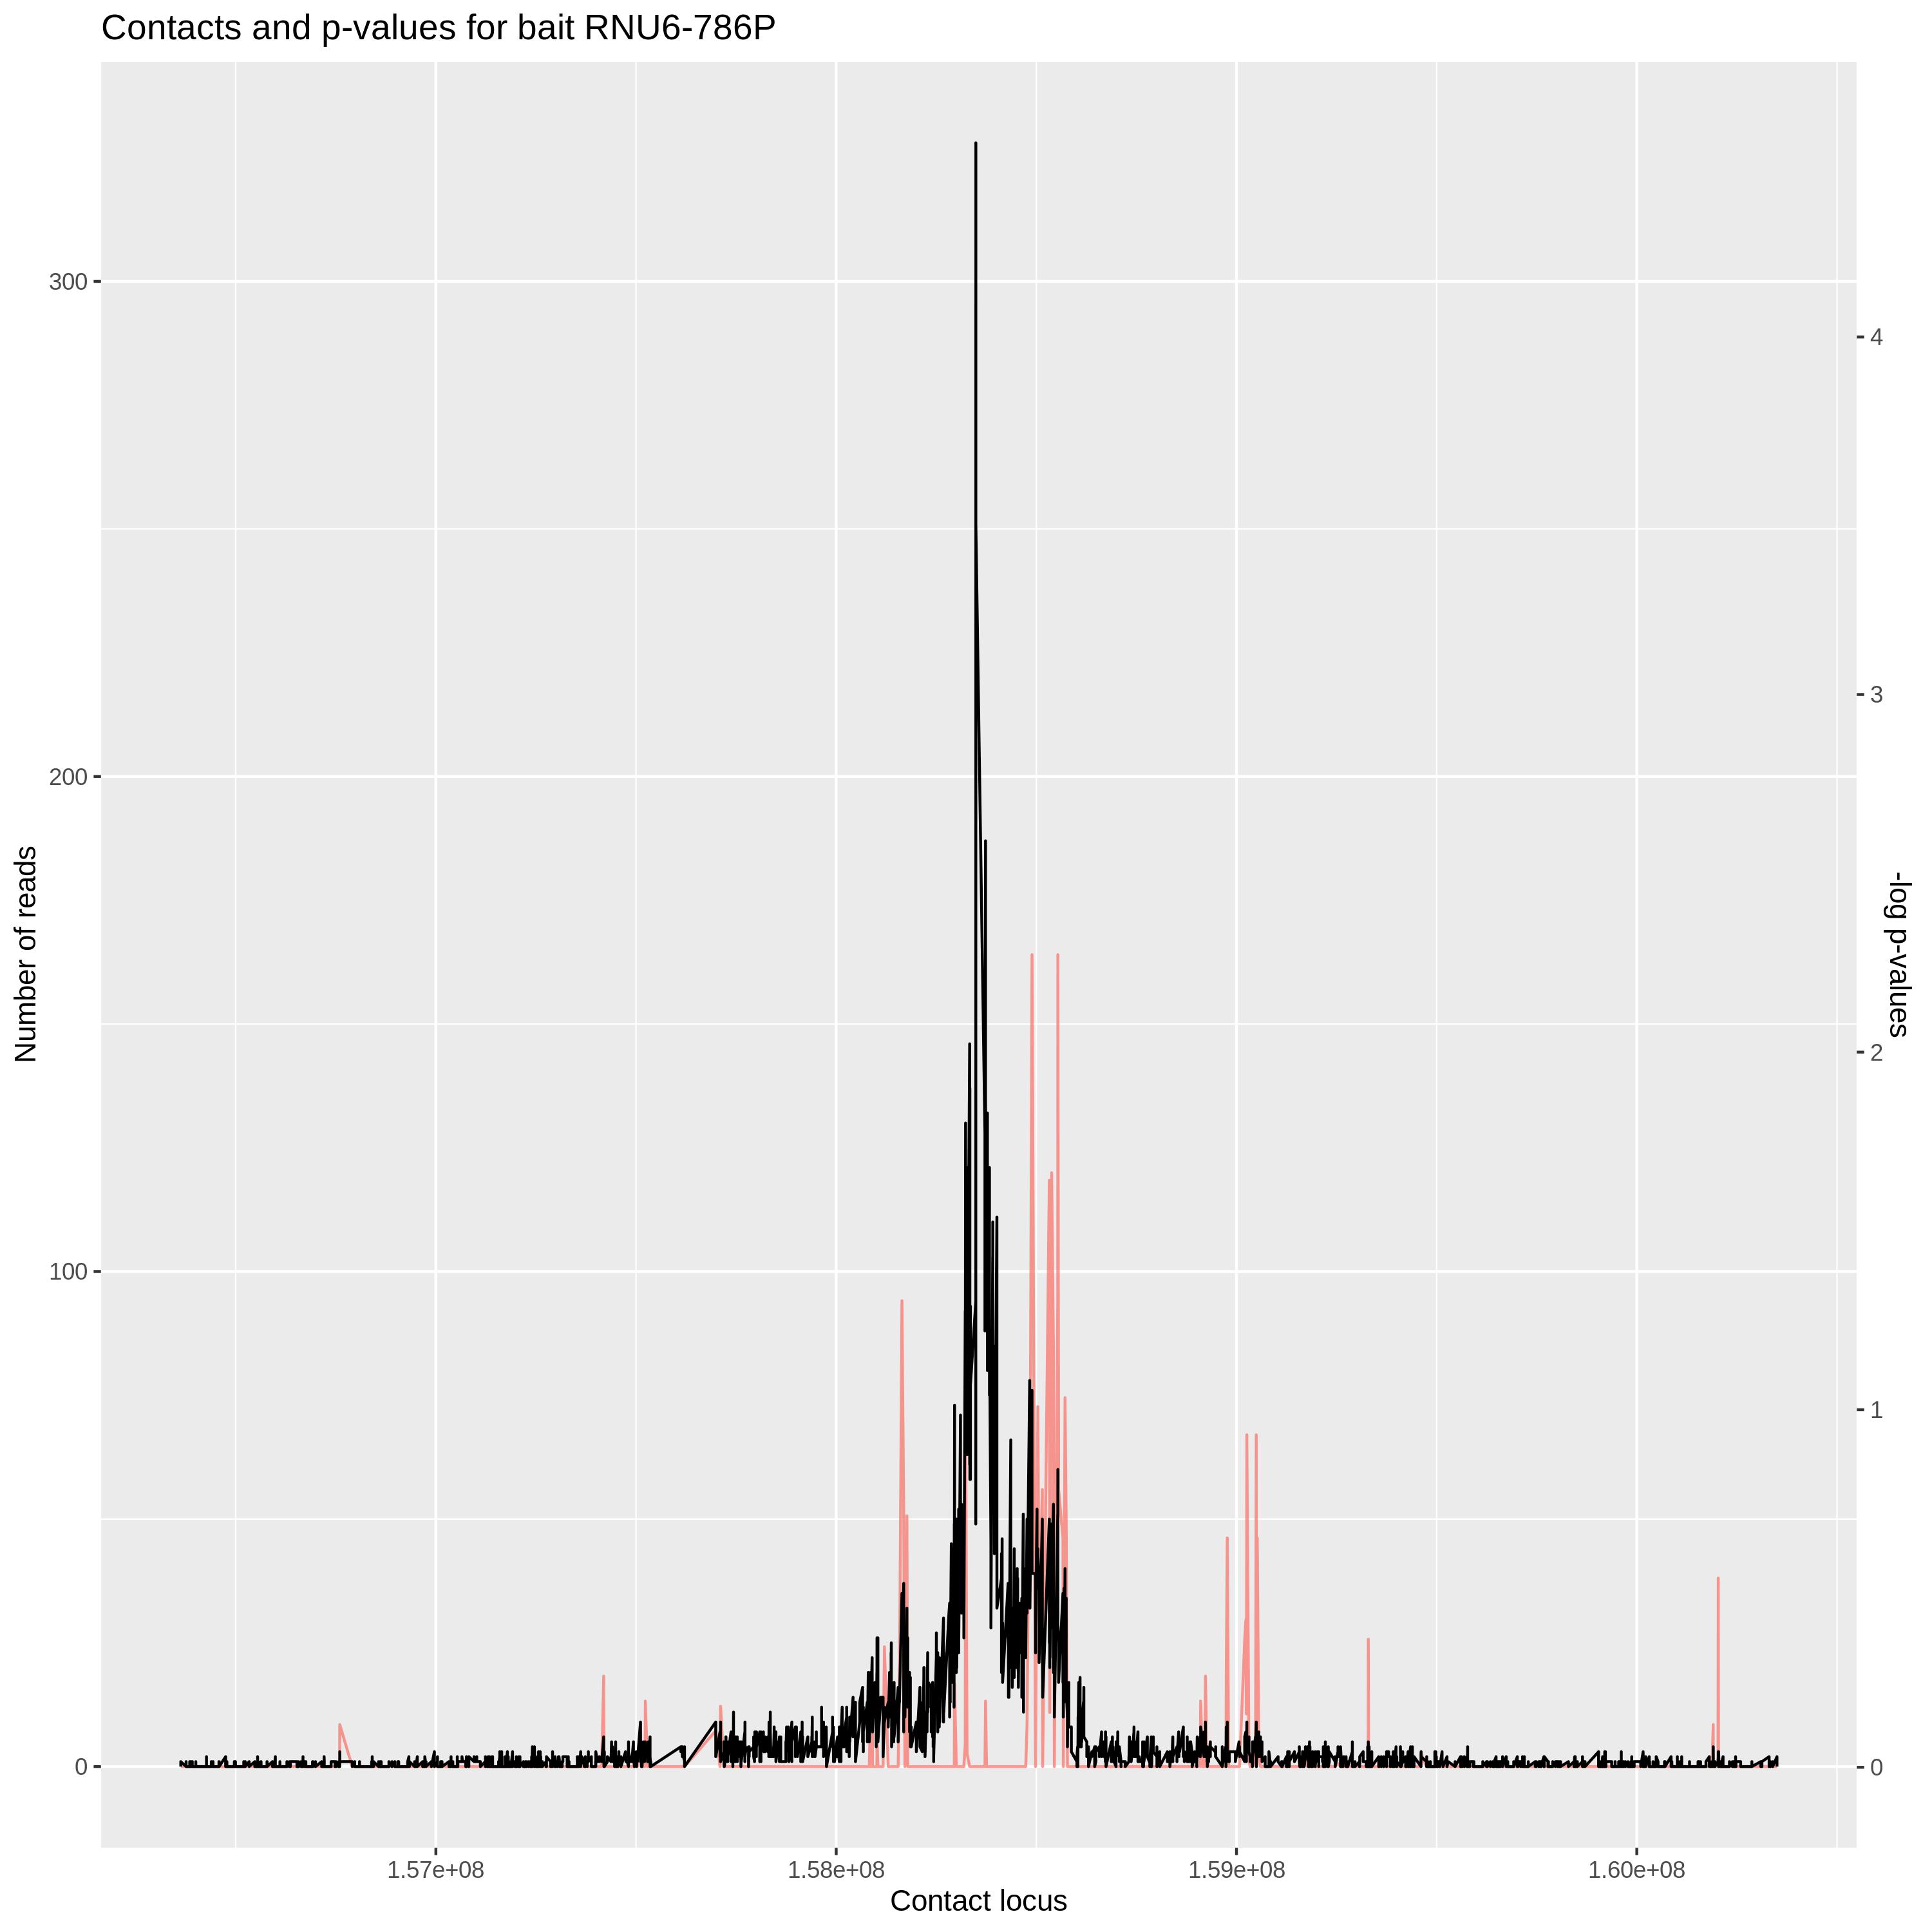 Contacts and p-values for bait RNU6-786P
300
200
100
0
Number of reads
4
3
2
1
0
-log p-values
1.57e+08
1.58e+08
1.59e+08
1.60e+08
Contact locus